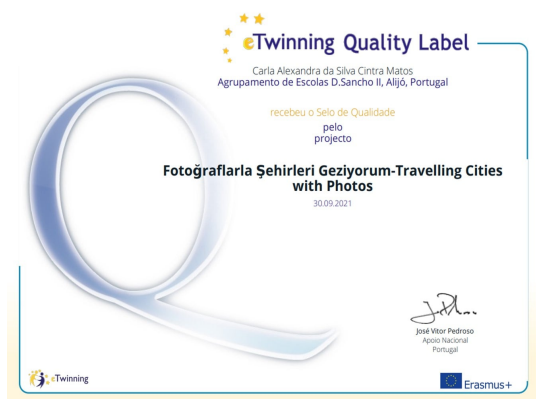 eTwinning Quality Label
Carla Alexandra da Silva Cintra Matos
Agrupamento de Escolas D.Sancho II, Alijó, Portugal
recebeu o Selo de Qualidade
pelo
projecto
Fotoğraflarla Şehirleri Geziyorum-Travelling Cities
with Photos
30.09.2021
José Vitor Pedroso
Apoio Nacional
Portugal
eTwinning
Erasmus+